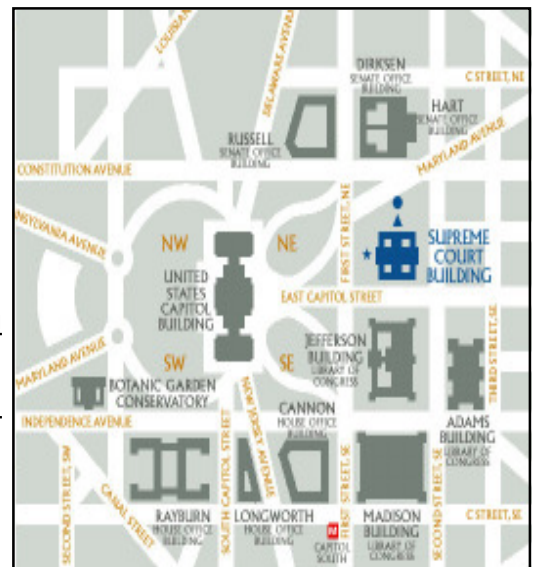 LOUISIANA
DELAWARE AVENUE
DIRKSEN
SENATE OFFICE
BUILDING
C STREET, NE
HART
SENATE OFFICE
BUILDING
RUSSELL
SENATE OFFICE
BUILDING
MARYLAND AVENUE
CONSTITUTION AVENUE
NSYLVANIA AVENUE
NW
NE
FIRST STREET, NE
SUPREME
COURT
BUILDING
UNITED
STATES
CAPITOL
BUILDING
EAST CAPITOL STREET
THIRD STREET, SE
JEFFERSON
BUILDING
LIBRARY OF
CONGRESS
MARYLAND AVENUE
SW
SE
BOTANIC GARDEN
CONSERVATORY
NEW JERSEY AVENUE
CANNON
HOUSE OFFICE
BUILDING
ADAMS
BUILDING
LIBRARY OF
CONGRESS
INDEPENDENCE AVENUE
SECOND STREET, SW
CANAL STREET
SOUTH CAPITOL STREET
FIRST STREET, SE
SECOND STREET, SE
RAYBURN
HOUSE OFFICE
BUILDING
LONGWORTH
HOUSE OFFICE
BUILDING
M
CAPITOL
SOUTH
MADISON
BUILDING
LIBRARY OF
CONGRESS
C STREET, SE